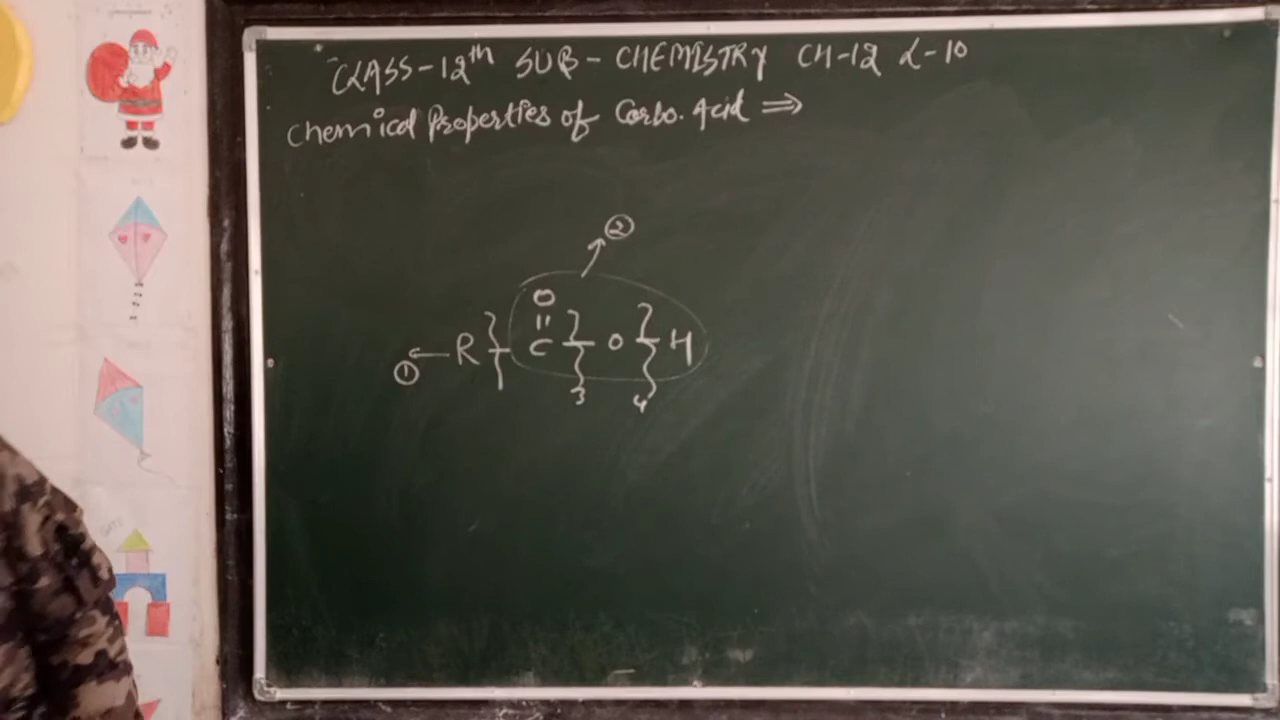 CLASS-12th SUB-CHEMISTRY CH-12 L-10
Chemical Properties of Carbo. Acid ⇒
②
O
①←R-C-O-H
3 4